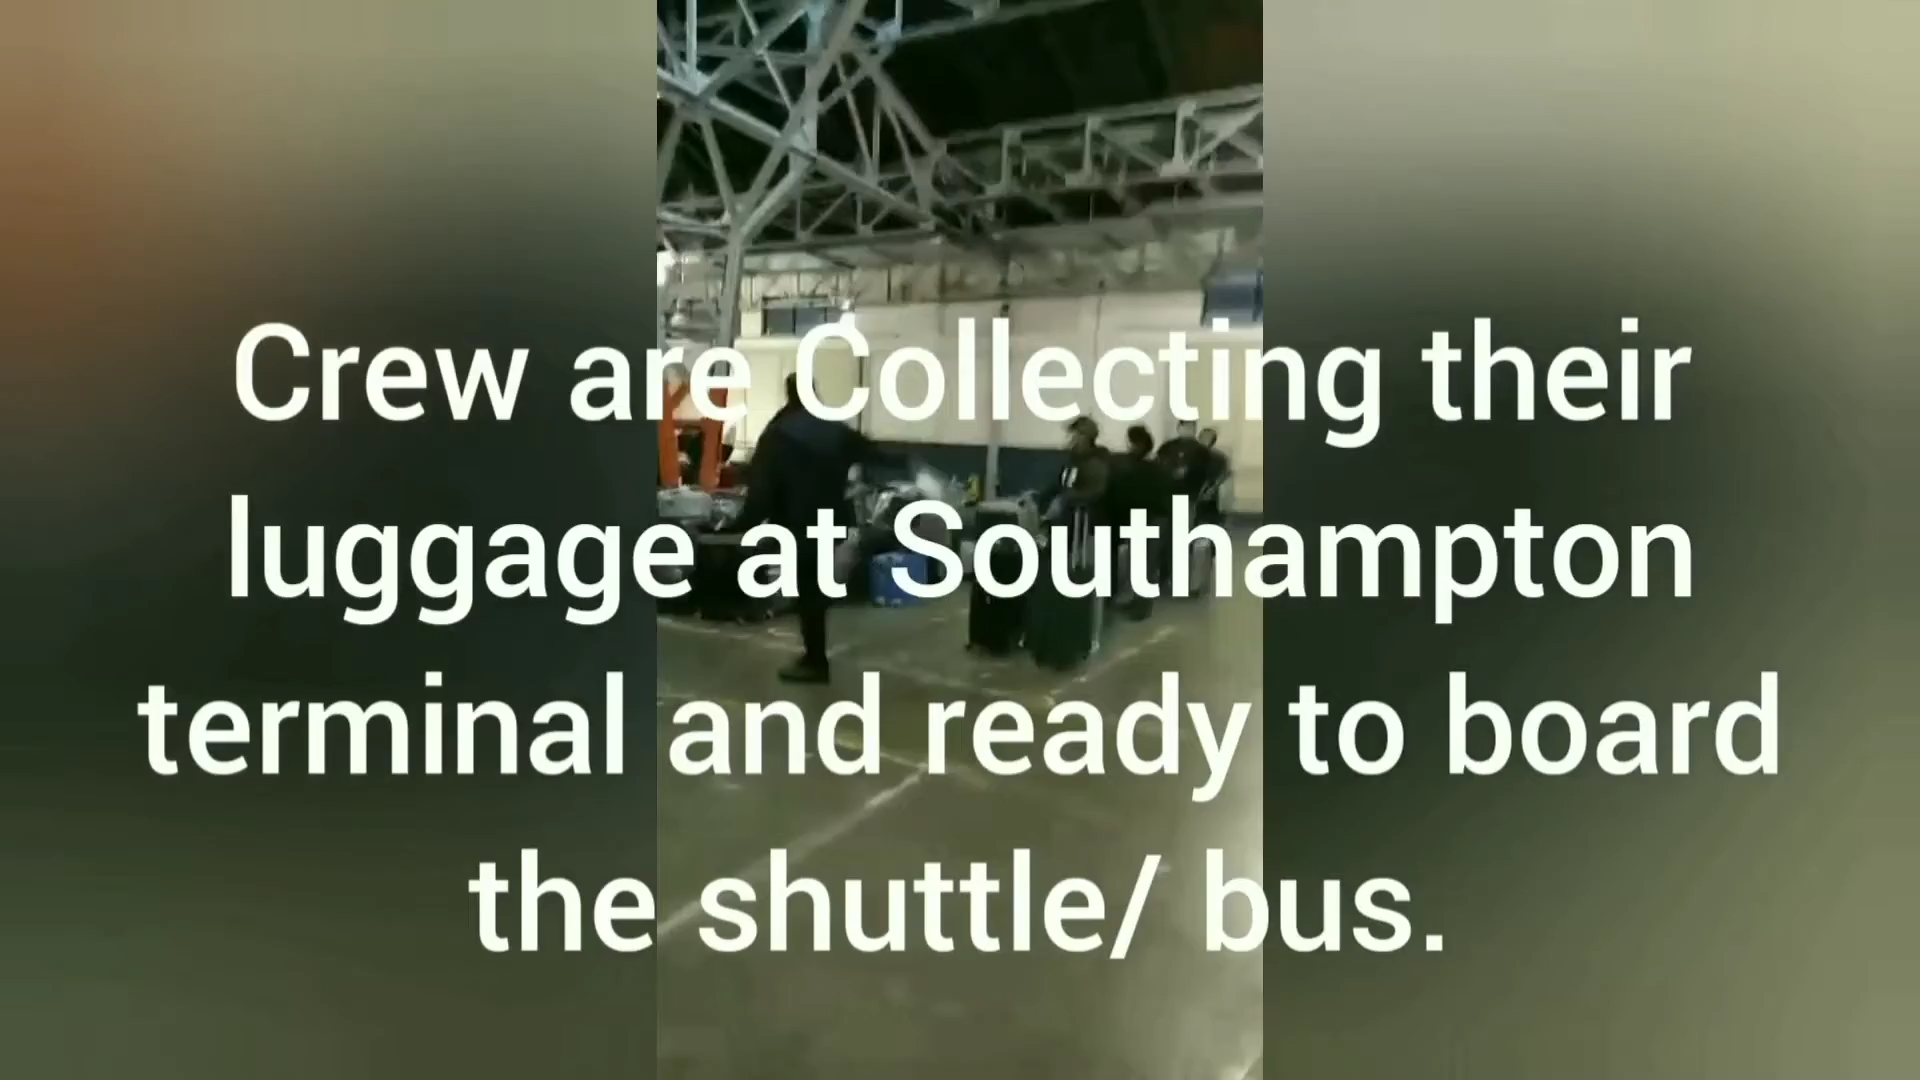 Crew are Collecting their
luggage at Southampton
terminal and ready to board
the shuttle/ bus.